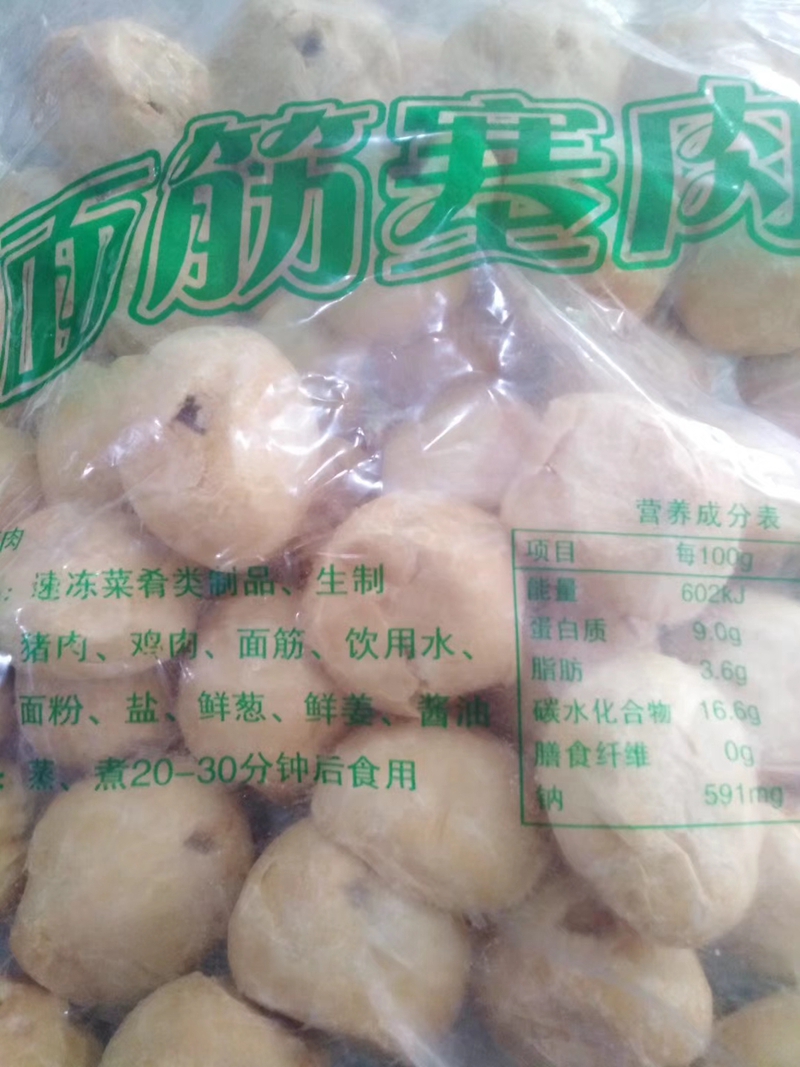 面筋塞肉
肉
：速冻菜肴类制品、生制
猪肉、鸡肉、面筋、饮用水、
面粉、盐、鲜葱、鲜姜、酱油
：蒸、煮20-30分钟后食用
营养成分表
项目 每100g
能量 602kJ
蛋白质 9.0g
脂肪 3.6g
碳水化合物 16.6g
膳食纤维 0g
钠 591mg